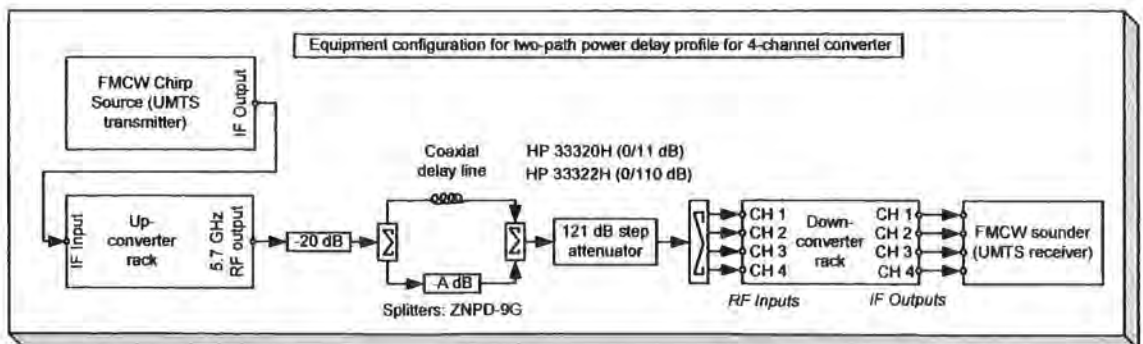 Equipment configuration for two-path power delay profile for 4-channel converter
FMCW Chirp
Source (UMTS
transmitter)
IF Output
IF Input
Up-
converter
rack
5.7 GHz
RF output
-20 dB
Σ
Coaxial
delay line
-A dB
Σ
Splitters: ZNPD-9G
HP 33320H (0/11 dB)
HP 33322H (0/110 dB)
121 dB step
attenuator
Σ
CH 1
CH 2
CH 3
CH 4
RF Inputs
Down-
converter
rack
CH 1
CH 2
CH 3
CH 4
IF Outputs
FMCW sounder
(UMTS receiver)